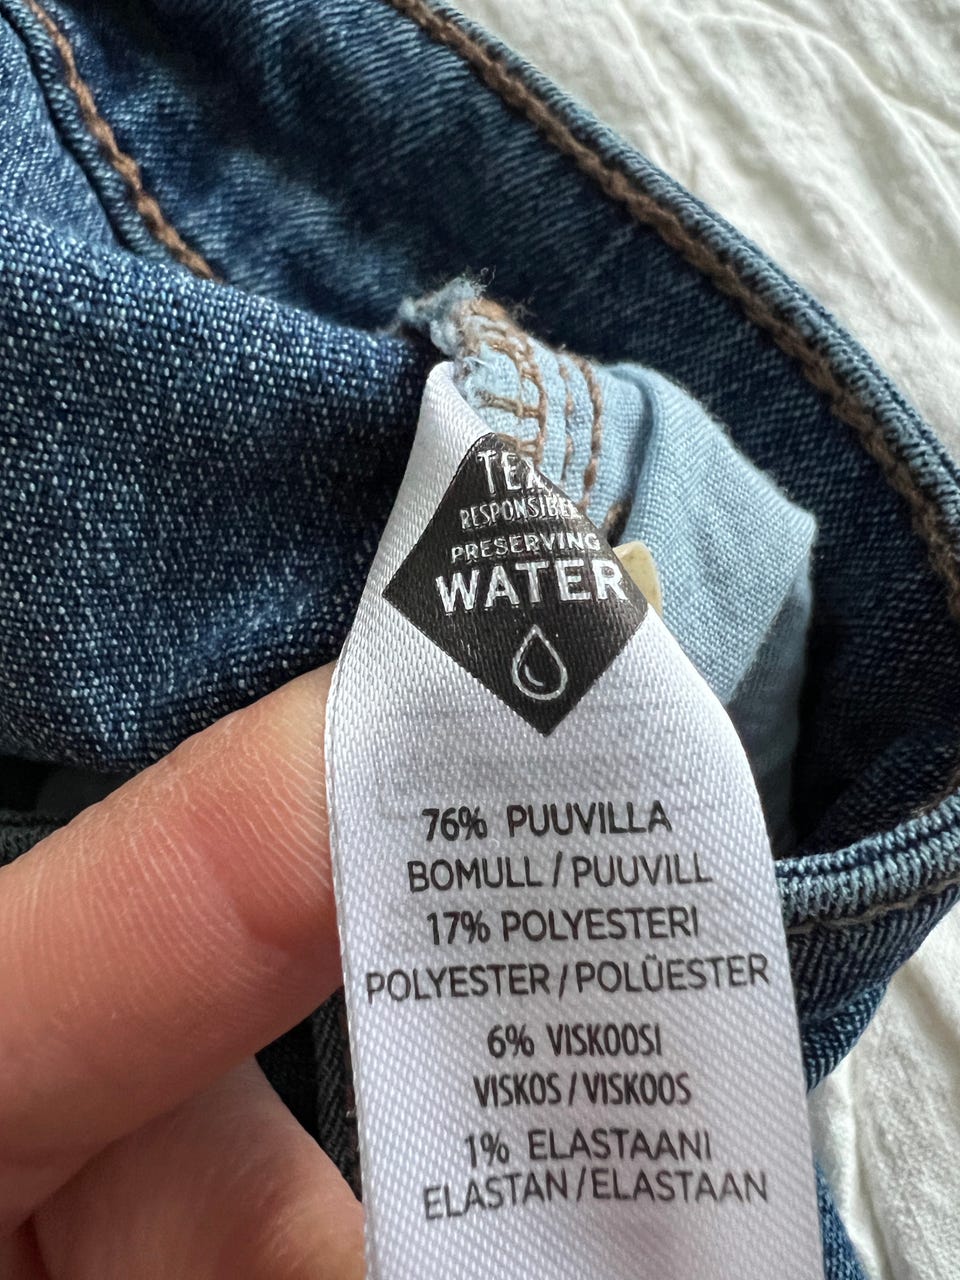 RESPONSIBLE
PRESERVING
WATER
76% PUUVILLA
BOMULL / PUUVILL
17% POLYESTERI
POLYESTER / POLÜESTER
6% VISKOOSI
VISKOS / VISKOOS
1% ELASTAANI
ELASTAN / ELASTAAN